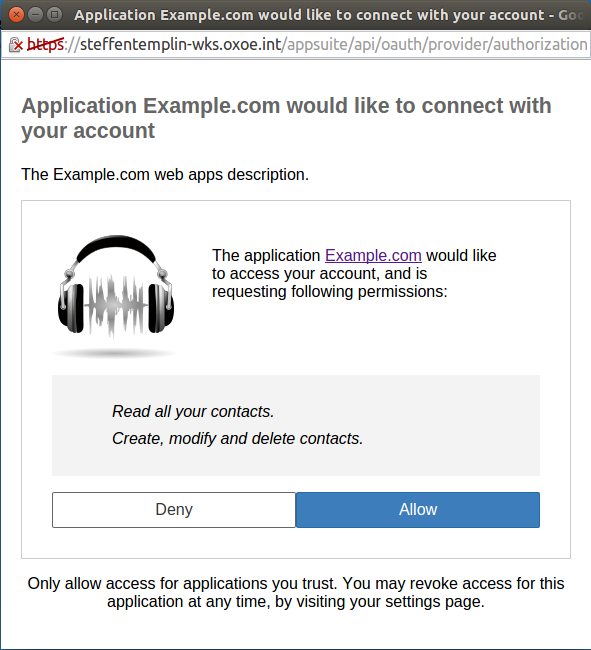 Application Example.com would like to connect with your account - Goo
https://steffentemplin-wks.oxoe.int/appsuite/api/oauth/provider/authorization
Application Example.com would like to connect with
your account
The Example.com web apps description.
The application Example.com would like
to access your account, and is
requesting following permissions:
Read all your contacts.
Create, modify and delete contacts.
Deny
Allow
Only allow access for applications you trust. You may revoke access for this
application at any time, by visiting your settings page.